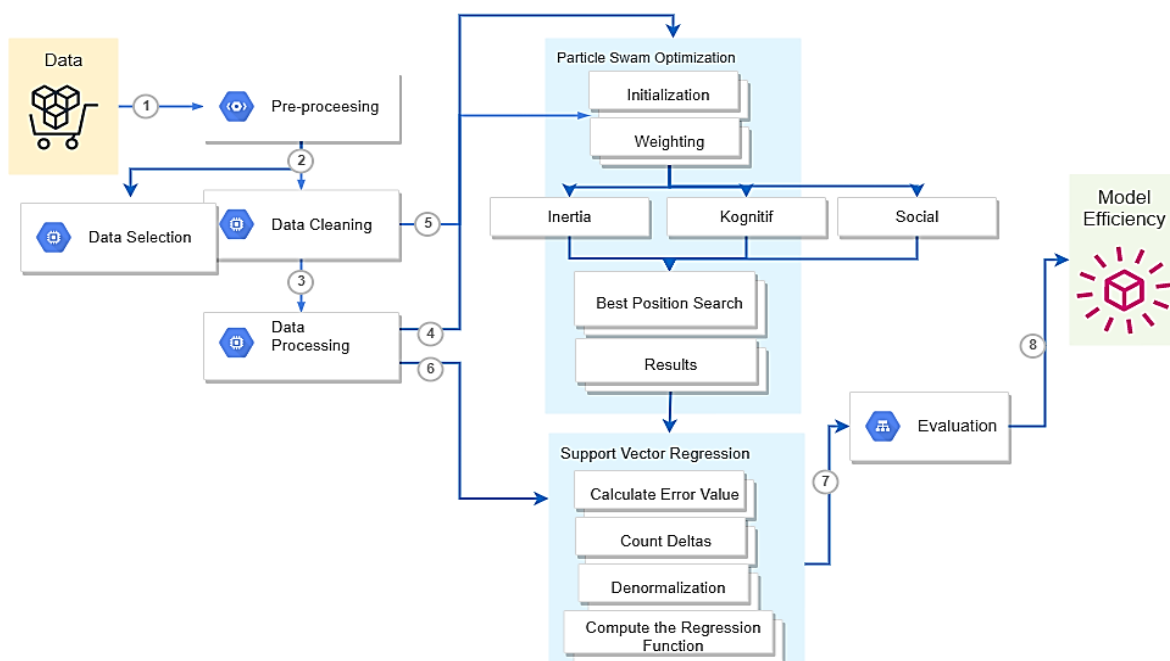 Data
1
Pre-proceesing
2
Data Selection
Data Cleaning
5
3
Data
Processing
4
6
Particle Swam Optimization
Initialization
Weighting
Inertia
Kognitif
Social
Best Position Search
Results
Support Vector Regression
Calculate Error Value
Count Deltas
Denormalization
Compute the Regression
Function
7
Evaluation
8
Model
Efficiency